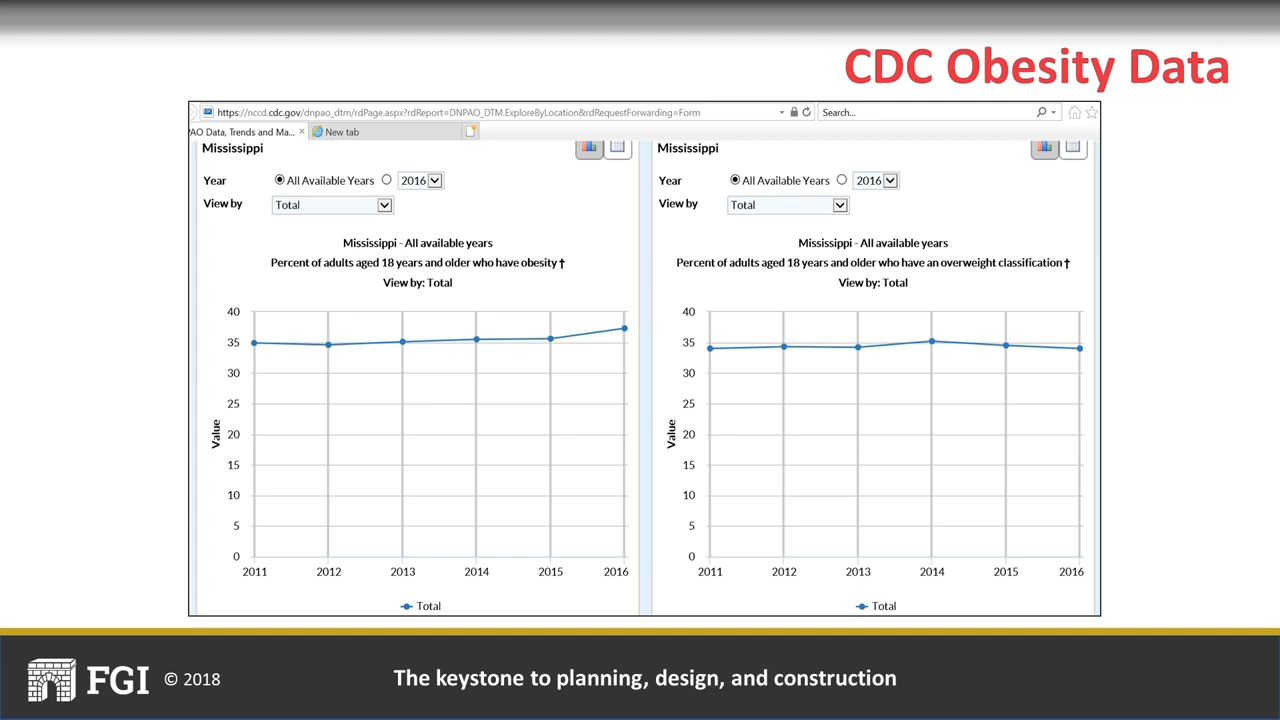 CDC Obesity Data
https://nccd.cdc.gov/dnpao_dtm/rdPage.aspx?rdReport=DNPAO_DTM.ExploreByLocation&rdRequestForwarding=Form
Search...
PAO Data, Trends and Ma... × New tab
Mississippi
Year All Available Years 2016
View by Total
Mississippi - All available years
Percent of adults aged 18 years and older who have obesity †
View by: Total
40
35
30
25
20
15
10
5
0
Value
2011 2012 2013 2014 2015 2016
Total
Mississippi
Year All Available Years 2016
View by Total
Mississippi - All available years
Percent of adults aged 18 years and older who have an overweight classification †
View by: Total
40
35
30
25
20
15
10
5
0
Value
2011 2012 2013 2014 2015 2016
Total
FGI © 2018
The keystone to planning, design, and construction